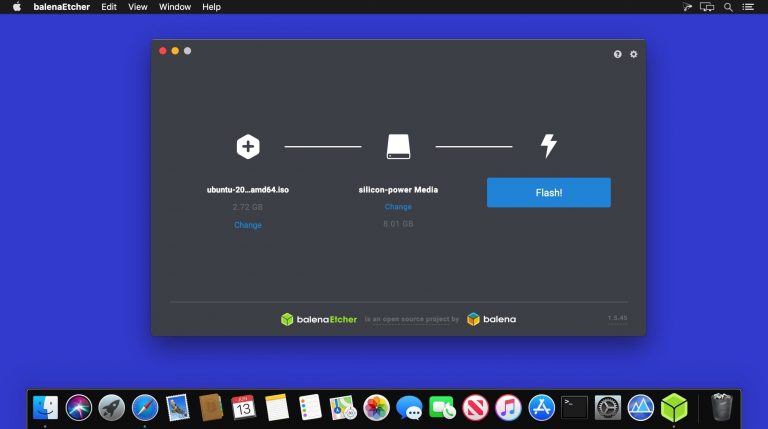 balenaEtcher Edit View Window Help
ubuntu-20...amd64.iso
2.72 GB
Change
silicon-power Media
Change
8.01 GB
Flash!
balenaEtcher is an open source project by balena
1.5.45
JUN
13